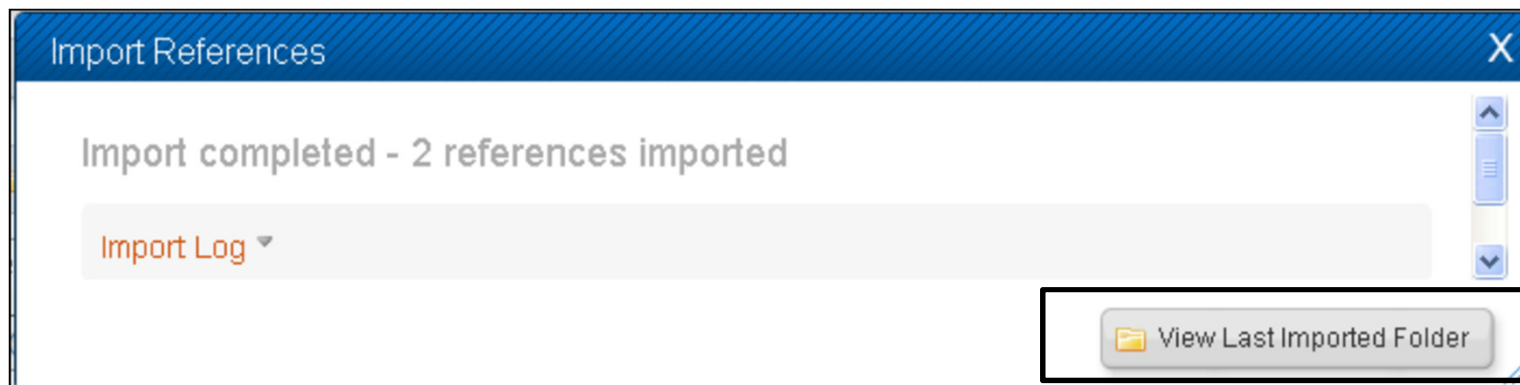 Import References X
Import completed - 2 references imported
Import Log
View Last Imported Folder